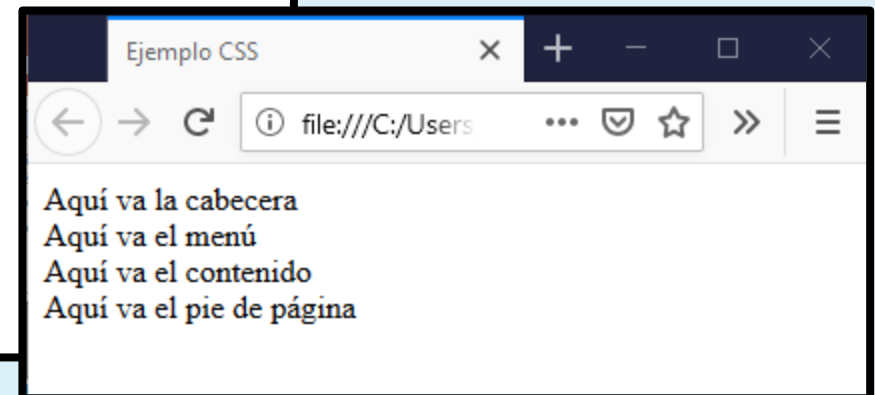 Ejemplo CSS
file:///C:/Users
Aquí va la cabecera
Aquí va el menú
Aquí va el contenido
Aquí va el pie de página